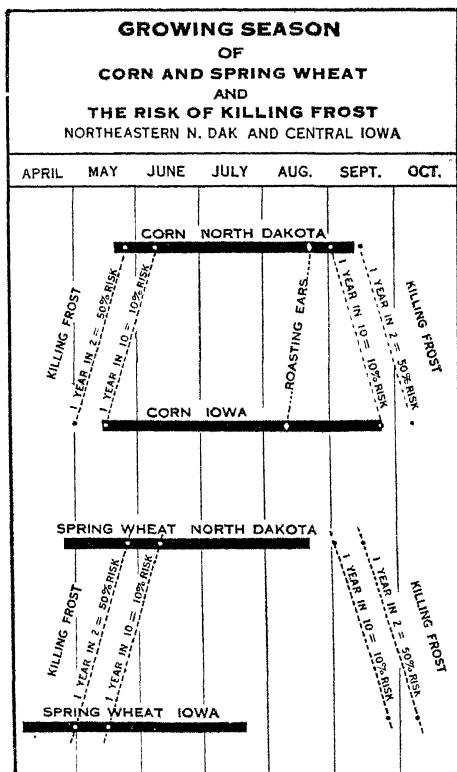 GROWING SEASON
OF
CORN AND SPRING WHEAT
AND
THE RISK OF KILLING FROST
NORTHEASTERN N. DAK AND CENTRAL IOWA
APRIL MAY JUNE JULY AUG. SEPT. OCT.
CORN NORTH DAKOTA
KILLING FROST
1 YEAR IN 2 = 50% RISK
1 YEAR IN 10 = 10% RISK
ROASTING EARS
1 YEAR IN 10 = 10% RISK
1 YEAR IN 2 = 50% RISK
KILLING FROST
CORN IOWA
SPRING WHEAT NORTH DAKOTA
KILLING FROST
1 YEAR IN 2 = 50% RISK
1 YEAR IN 10 = 10% RISK
1 YEAR IN 10 = 10% RISK
1 YEAR IN 2 = 50% RISK
KILLING FROST
SPRING WHEAT IOWA